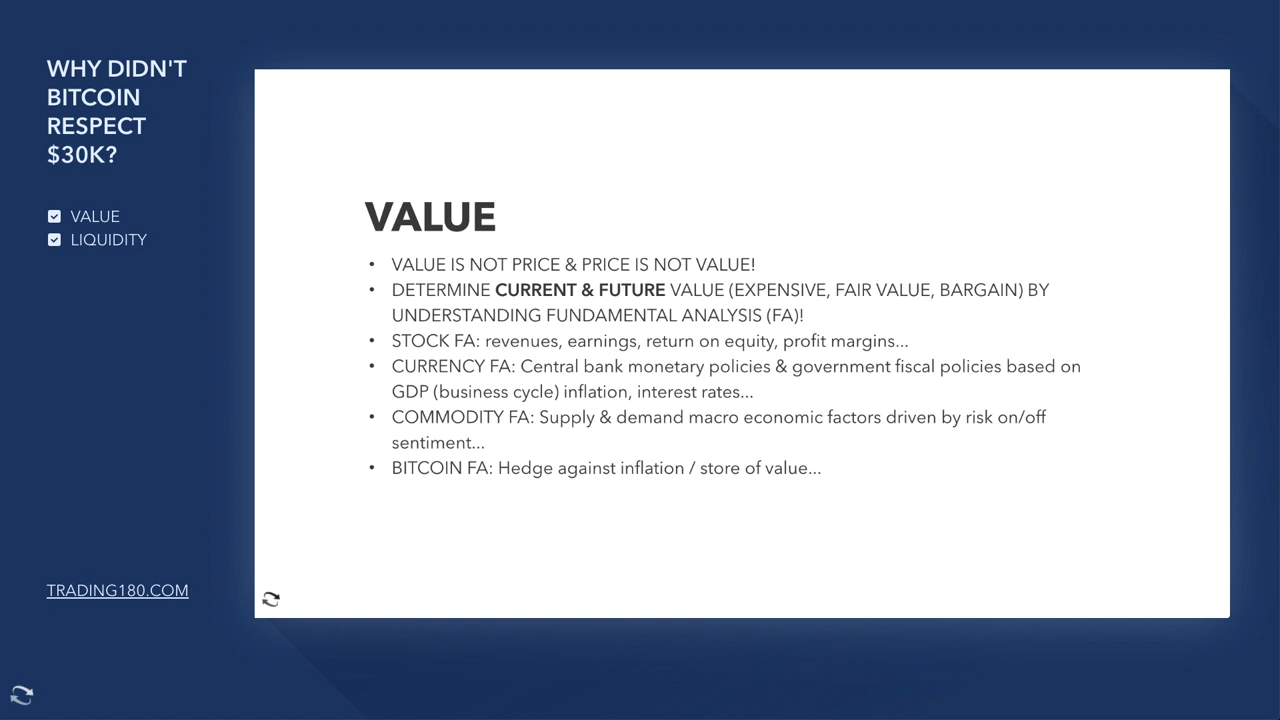 WHY DIDN'T
BITCOIN
RESPECT
$30K?
VALUE
LIQUIDITY
TRADING180.COM
VALUE
• VALUE IS NOT PRICE & PRICE IS NOT VALUE!
• DETERMINE CURRENT & FUTURE VALUE (EXPENSIVE, FAIR VALUE, BARGAIN) BY
UNDERSTANDING FUNDAMENTAL ANALYSIS (FA)!
• STOCK FA: revenues, earnings, return on equity, profit margins...
• CURRENCY FA: Central bank monetary policies & government fiscal policies based on
GDP (business cycle) inflation, interest rates...
• COMMODITY FA: Supply & demand macro economic factors driven by risk on/off
sentiment...
• BITCOIN FA: Hedge against inflation / store of value...